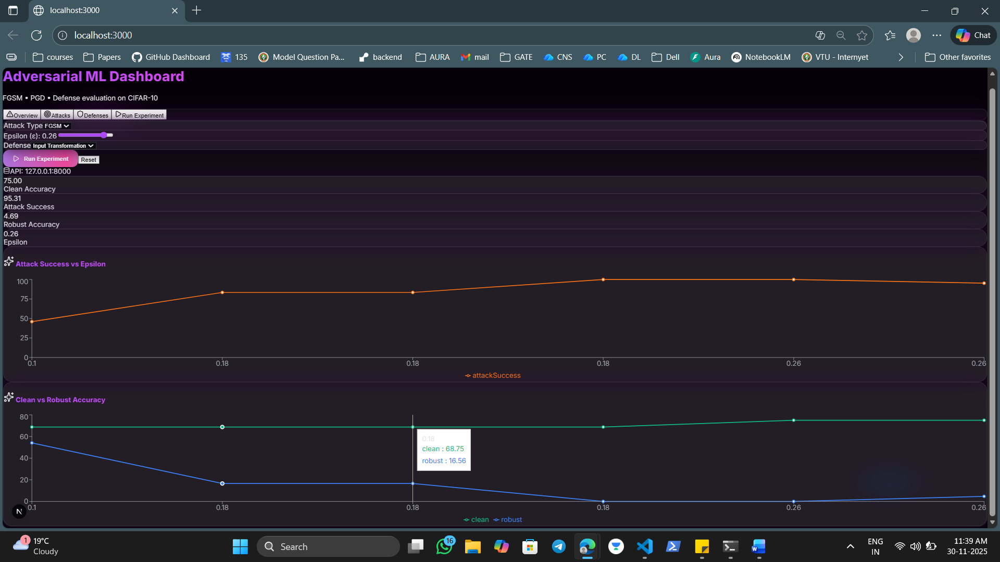 localhost:3000
localhost:3000
Chat
courses Papers GitHub Dashboard 135 Model Question Pa... backend AURA mail GATE CNS PC DL Dell Aura NotebookLM VTU - Internyet Other favorites
Adversarial ML Dashboard
FGSM • PGD • Defense evaluation on CIFAR-10
Overview Attacks Defenses Run Experiment
Attack Type FGSM
Epsilon (ε): 0.26
Defense Input Transformation
Run Experiment Reset
API: 127.0.0.1:8000
75.00
Clean Accuracy
95.31
Attack Success
4.69
Robust Accuracy
0.26
Epsilon
Attack Success vs Epsilon
100
75
50
25
0
0.1 0.18 0.18 0.18 0.26 0.26
attackSuccess
Clean vs Robust Accuracy
80
60
40
20
0
0.18
clean : 68.75
robust : 16.56
0.1 0.18 0.18 0.18 0.26 0.26
N
clean robust
1
19°C
Cloudy
Search
16
W
ENG
IN
11:39 AM
30-11-2025